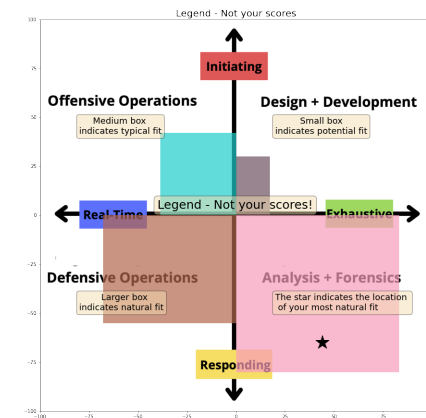 Legend - Not your scores
100
Initiating
75
Offensive Operations
Design + Development
50
Medium box
indicates typical fit
Small box
indicates potential fit
25
Legend - Not your scores!
0
Real-Time
Exhaustive
−25
Defensive Operations
Analysis + Forensics
Larger box
indicates natural fit
The star indicates the location
of your most natural fit
−50
−75
Responding
−100
−100
−75
−50
−25
0
25
50
75